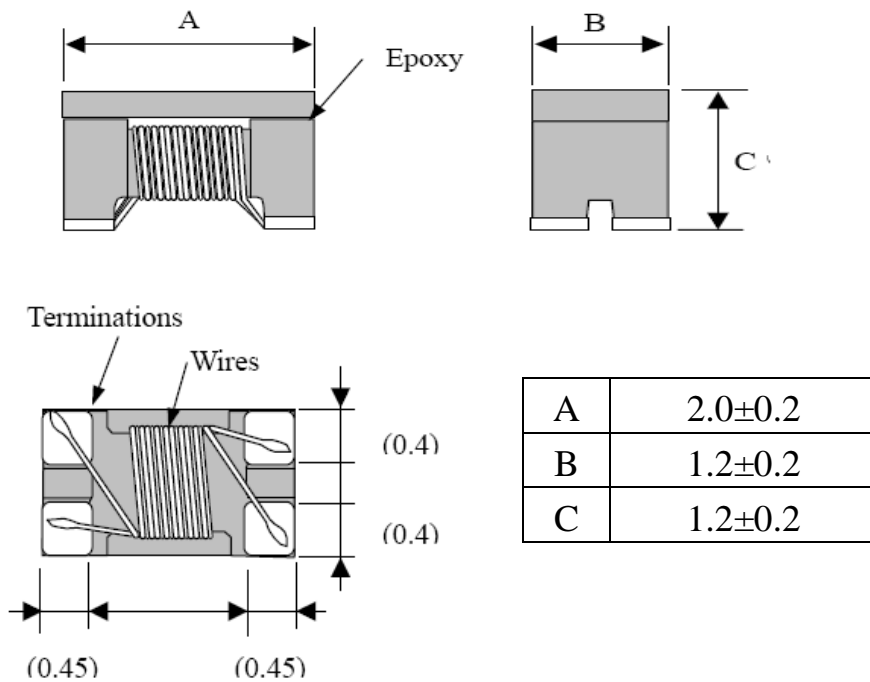 A
B
Epoxy
C
Terminations
Wires
(0.4)
(0.4)
(0.45)
(0.45)
A 2.0±0.2
B 1.2±0.2
C 1.2±0.2